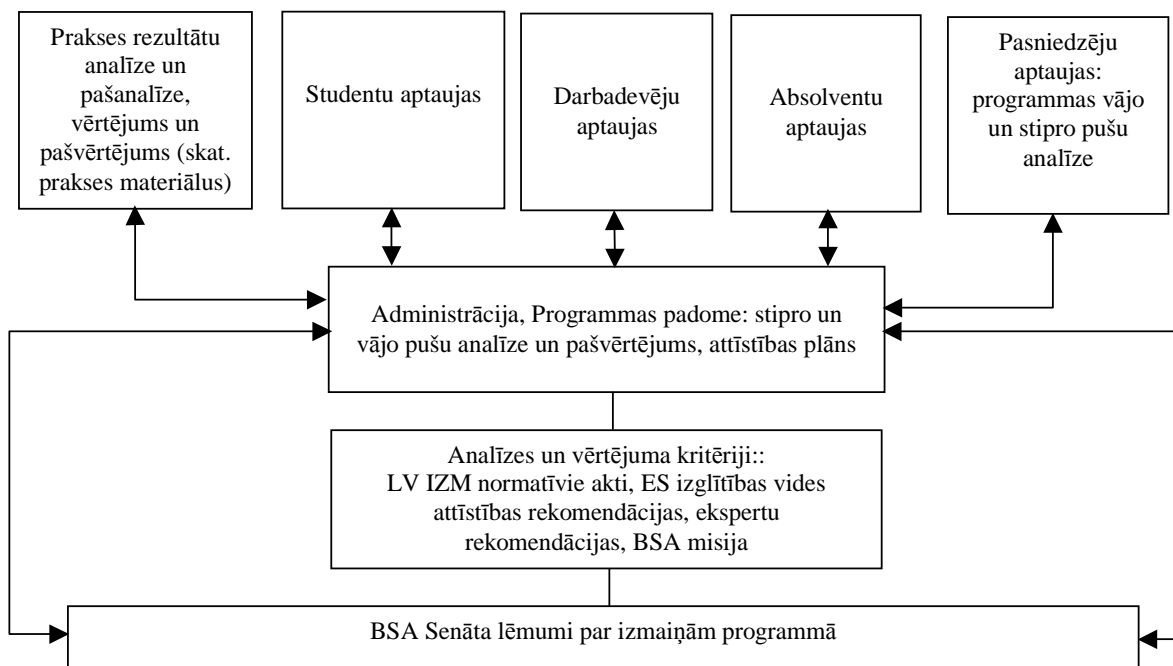 Prakses rezultātu
analīze un
pašanalīze,
vērtējums un
pašvērtējums (skat.
prakses materiālus)
Studentu aptaujas
Darbadevēju
aptaujas
Absolventu
aptaujas
Pasniedzēju
aptaujas:
programmas vājo
un stipro pušu
analīze
Administrācija, Programmas padome: stipro un
vājo pušu analīze un pašvērtējums, attīstības plāns
Analīzes un vērtējuma kritēriji::
LV IZM normatīvie akti, ES izglītības vides
attīstības rekomendācijas, ekspertu
rekomendācijas, BSA misija
BSA Senāta lēmumi par izmaiņām programmā